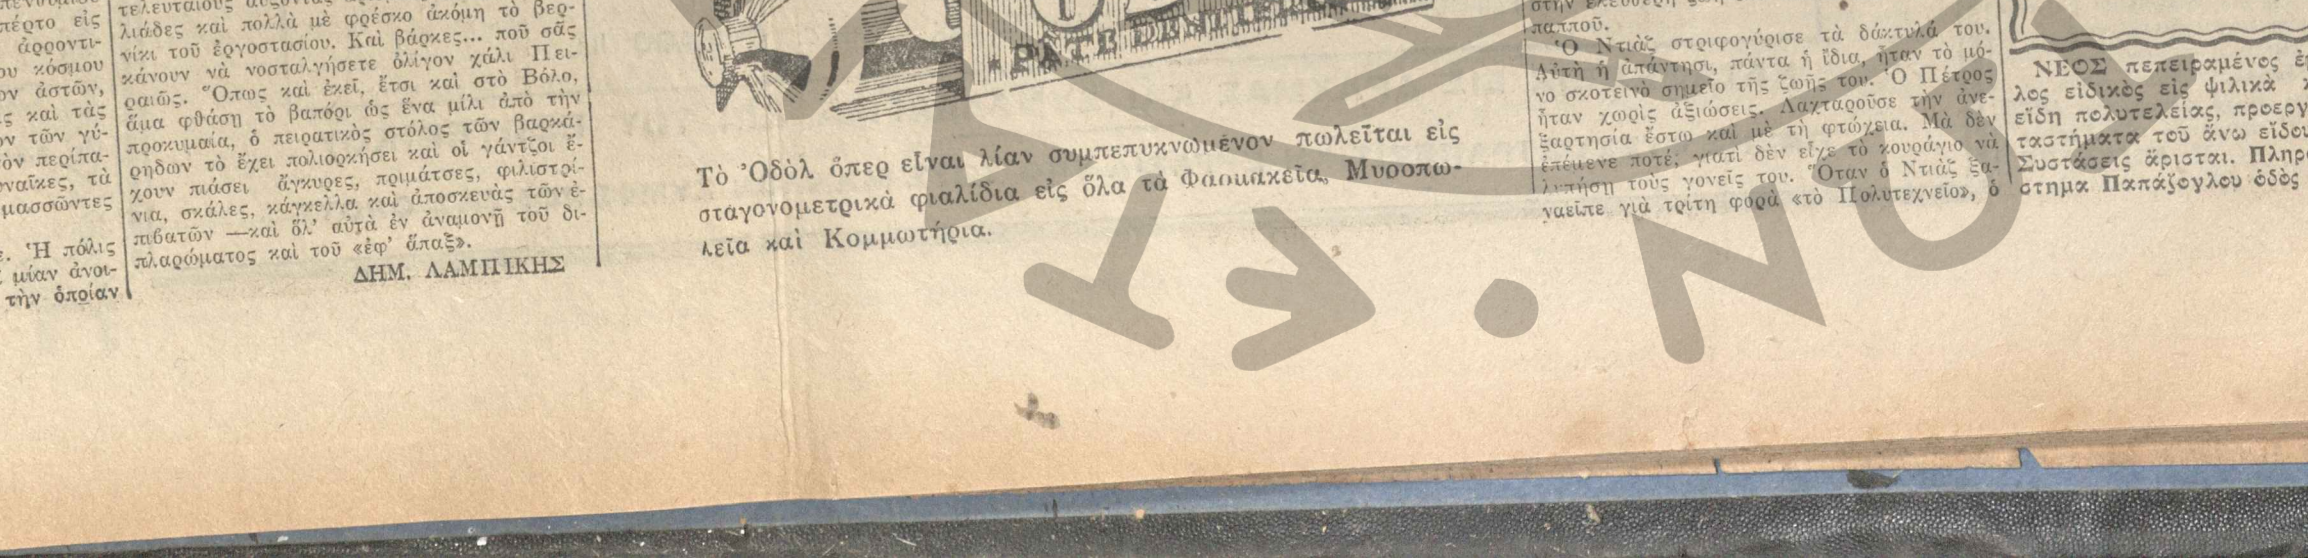 πέρτο εἰς
ἀρροντι-
ου κόσμου
ον ἀστῶν,
ς καὶ τὰς
ον τῶν γύ-
ὸν περίπα-
υναῖκες, τὰ
μασσῶντες
ε. Ἡ πόλις
μίαν ἀνοι-
τὴν ὁποίαν
λιάδες καὶ πολλὰ μὲ φρέσκο ἀκόμη τὸ βερ-
νίκι τοῦ ἐργοστασίου. Καὶ βάρκες... ποῦ σᾶς
κάνουν νὰ νοσταλγήσετε ὀλίγον χάλι Πει-
ραιῶς. Ὅπως καὶ ἐκεῖ, ἔτσι καὶ στὸ Βόλο,
ἅμα φθάσῃ τὸ βαπόρι ὡς ἕνα μίλι ἀπὸ τὴν
προκυμαία, ὁ πειρατικὸς στόλος τῶν βαρκά-
ρηδων τὸ ἔχει πολιορκήσει καὶ οἱ γάντζοι ἔ-
χουν πιάσει ἄγκυρες, πριμάτσες, φιλιστρί-
νια, σκάλες, κάγκελλα καὶ ἀποσκευὰς τῶν ἐ-
πιβατῶν —καὶ ὅλ' αὐτὰ ἐν ἀναμονῇ τοῦ δι-
πλαρώματος καὶ τοῦ «ἐφ' ἅπαξ».
ΔΗΜ. ΛΑΜΠΙΚΗΣ
Τὸ Ὀδὸλ ὅπερ εἶναι λίαν συμπεπυκνωμένον πωλεῖται εἰς
σταγονομετρικὰ φιαλίδια εἰς ὅλα τὰ Φαρμακεῖα, Μυροπω-
λεῖα καὶ Κομμωτήρια.
παπποῦ.
Ὁ Ντιὰζ στριφογύρισε τὰ δάκτυλά του.
Αὐτὴ ἡ ἀπάντησι, πάντα ἡ ἴδια, ἦταν τὸ μό-
νο σκοτεινὸ σημεῖο τῆς ζωῆς του. Ὁ Πέτρος
ἦταν χωρὶς ἀξιώσεις. Λαχταροῦσε τὴν ἀνε-
ξαρτησία ἔστω καὶ μὲ τὴ φτώχεια. Μὰ δὲν
ἐπέμενε ποτέ, γιατὶ δὲν εἶχε τὸ κουράγιο νὰ
λυπήσῃ τοὺς γονεῖς του. Ὅταν ὁ Ντιὰζ ξα-
ναεῖπε γιὰ τρίτη φορὰ «τὸ Πολυτεχνεῖο», ὁ
ΝΕΟΣ πεπειραμένος
λος εἰδικὸς εἰς ψιλικὰ
εἴδη πολυτελείας, προερχ
ταστήματα τοῦ ἄνω εἴδου
Συστάσεις ἄρισται. Πληρ
στημα Παπάζογλου ὁδὸς